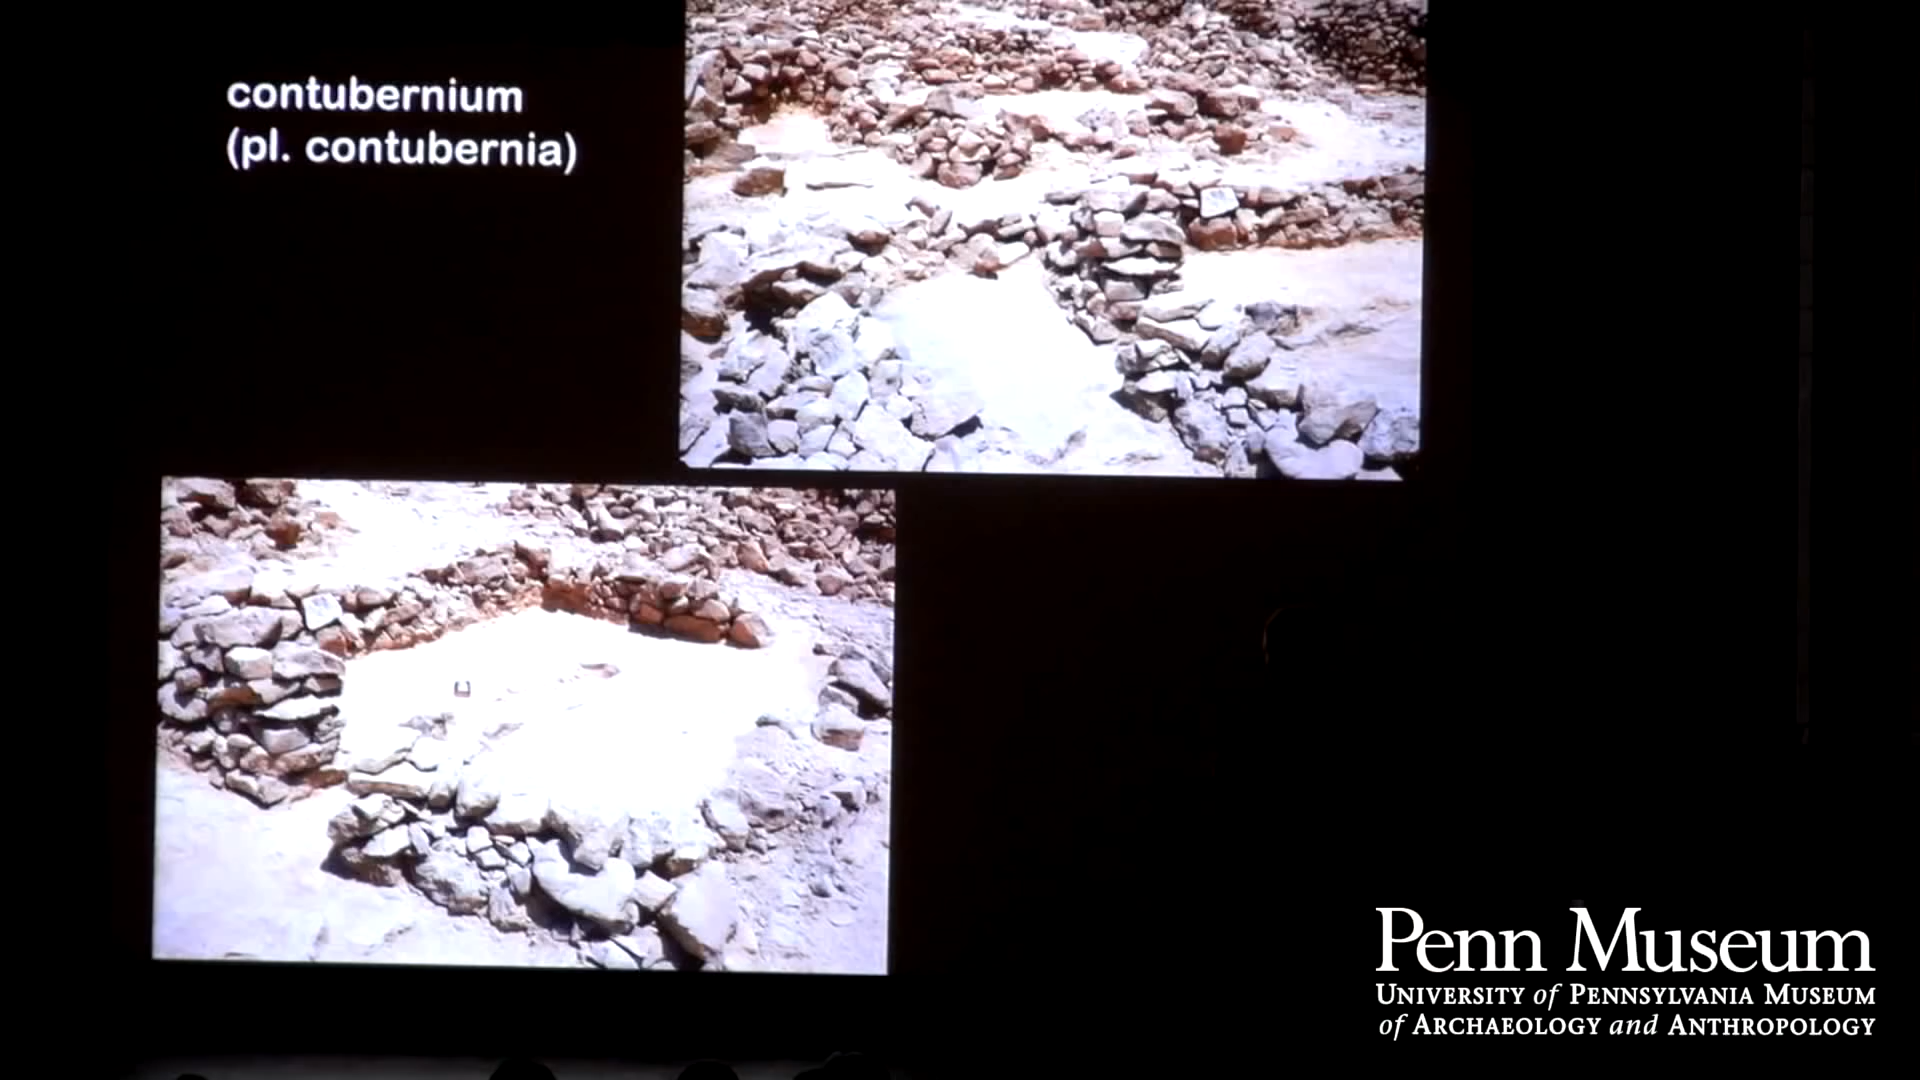 contubernium
(pl. contubernia)
Penn Museum
UNIVERSITY of PENNSYLVANIA MUSEUM
of ARCHAEOLOGY and ANTHROPOLOGY